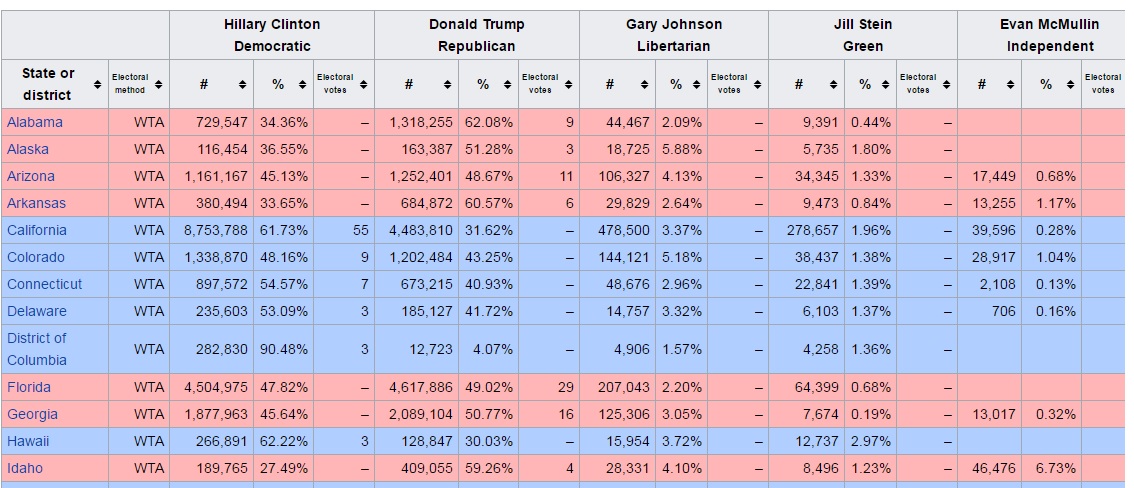 Hillary Clinton Donald Trump Gary Johnson Jill Stein Evan McMullin
Democratic Republican Libertarian Green Independent
State or district Electoral method # % Electoral votes # % Electoral votes # % Electoral votes # % Electoral votes # % Electoral votes
Alabama WTA 729,547 34.36% – 1,318,255 62.08% 9 44,467 2.09% – 9,391 0.44% –
Alaska WTA 116,454 36.55% – 163,387 51.28% 3 18,725 5.88% – 5,735 1.80% –
Arizona WTA 1,161,167 45.13% – 1,252,401 48.67% 11 106,327 4.13% – 34,345 1.33% – 17,449 0.68%
Arkansas WTA 380,494 33.65% – 684,872 60.57% 6 29,829 2.64% – 9,473 0.84% – 13,255 1.17%
California WTA 8,753,788 61.73% 55 4,483,810 31.62% – 478,500 3.37% – 278,657 1.96% – 39,596 0.28%
Colorado WTA 1,338,870 48.16% 9 1,202,484 43.25% – 144,121 5.18% – 38,437 1.38% – 28,917 1.04%
Connecticut WTA 897,572 54.57% 7 673,215 40.93% – 48,676 2.96% – 22,841 1.39% – 2,108 0.13%
Delaware WTA 235,603 53.09% 3 185,127 41.72% – 14,757 3.32% – 6,103 1.37% – 706 0.16%
District of Columbia WTA 282,830 90.48% 3 12,723 4.07% – 4,906 1.57% – 4,258 1.36% –
Florida WTA 4,504,975 47.82% – 4,617,886 49.02% 29 207,043 2.20% – 64,399 0.68% –
Georgia WTA 1,877,963 45.64% – 2,089,104 50.77% 16 125,306 3.05% – 7,674 0.19% – 13,017 0.32%
Hawaii WTA 266,891 62.22% 3 128,847 30.03% – 15,954 3.72% – 12,737 2.97% –
Idaho WTA 189,765 27.49% – 409,055 59.26% 4 28,331 4.10% – 8,496 1.23% – 46,476 6.73%